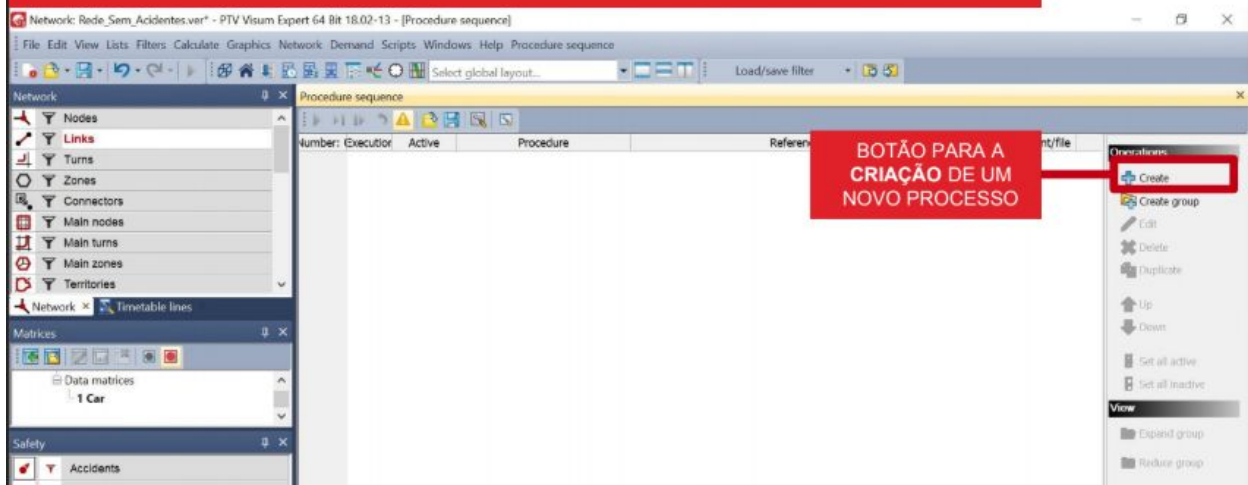 Network: Rede_Sem_Acidentes.ver* - PTV Visum Expert 64 Bit 18.02-13 - [Procedure sequence]
File Edit View Lists Filters Calculate Graphics Network Demand Scripts Windows Help Procedure sequence
Select global layout... Load/save filter
Network
Nodes
Links
Turns
Zones
Connectors
Main nodes
Main turns
Main zones
Territories
Network Timetable lines
Matrices
Data matrices
1 Car
Safety
Accidents
Procedure sequence
Number: Execution Active Procedure Referen nt/file
BOTÃO PARA A
CRIAÇÃO DE UM
NOVO PROCESSO
Operations
Create
Create group
Edit
Delete
Duplicate
Up
Down
Set all active
Set all inactive
View
Expand group
Reduce group